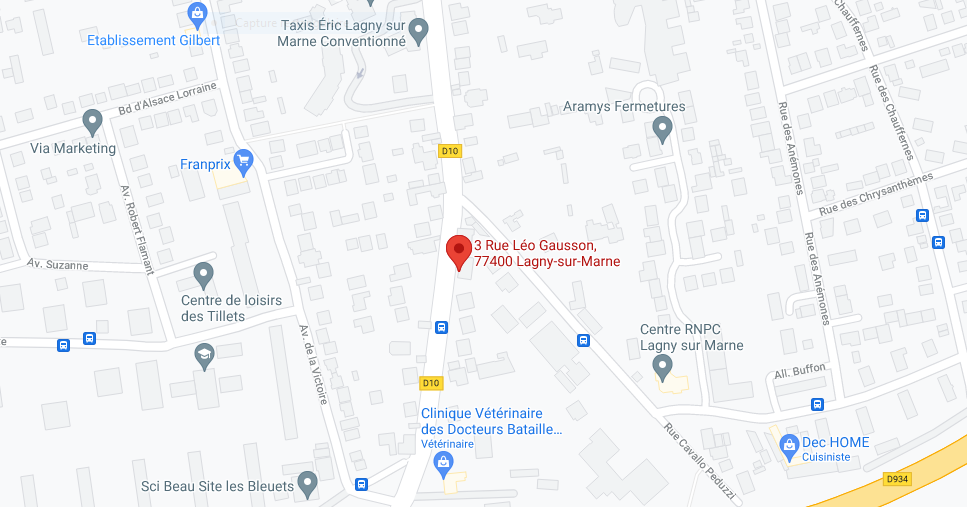 Capture
Taxis Éric Lagny sur
Marne Conventionné
Etablissement Gilbert
Rue des Chauffernes
Chauffernes
Bd d'Alsace Lorraine
Via Marketing
Franprix
D10
Aramys Fermetures
Rue des Anémones
Rue des Chrysanthèmes
Av. Robert Flamant
Av. Suzanne
3 Rue Léo Gausson,
77400 Lagny-sur-Marne
Rue des Anémones
Centre de loisirs
des Tillets
Av. de la Victoire
Centre RNPC
Lagny sur Marne
All. Buffon
D10
Clinique Vétérinaire
des Docteurs Bataille...
Vétérinaire
Rue Cavallo Peduzzi
Dec HOME
Cuisiniste
Sci Beau Site les Bleuets
D934